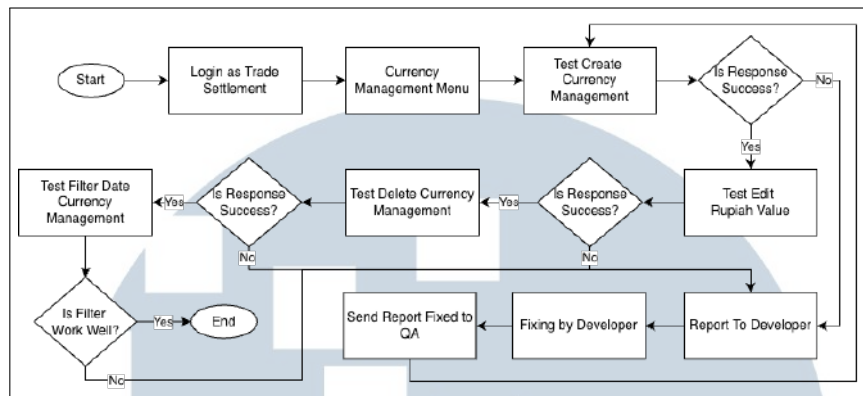 Start
Login as Trade
Settlement
Currency
Management Menu
Test Create
Currency
Management
Is Response
Success?
No
Yes
Test Edit
Rupiah Value
Is Response
Success?
Yes
No
Test Delete Currency
Management
Is Response
Success?
Yes
No
Test Filter Date
Currency
Management
Is Filter
Work Well?
Yes
End
No
Report To Developer
Fixing by Developer
Send Report Fixed to
QA